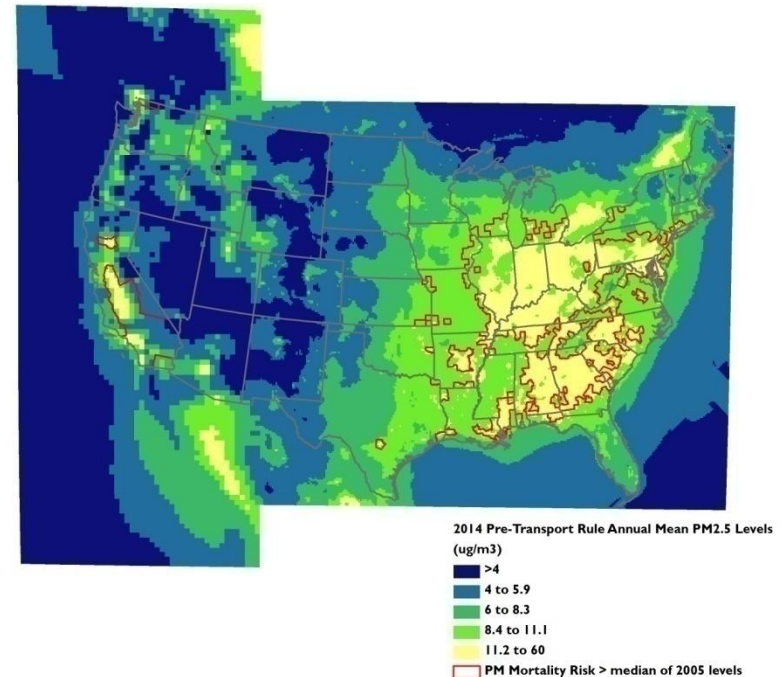 2014 Pre-Transport Rule Annual Mean PM2.5 Levels
(ug/m3)
>4
4 to 5.9
6 to 8.3
8.4 to 11.1
11.2 to 60
PM Mortality Risk > median of 2005 levels